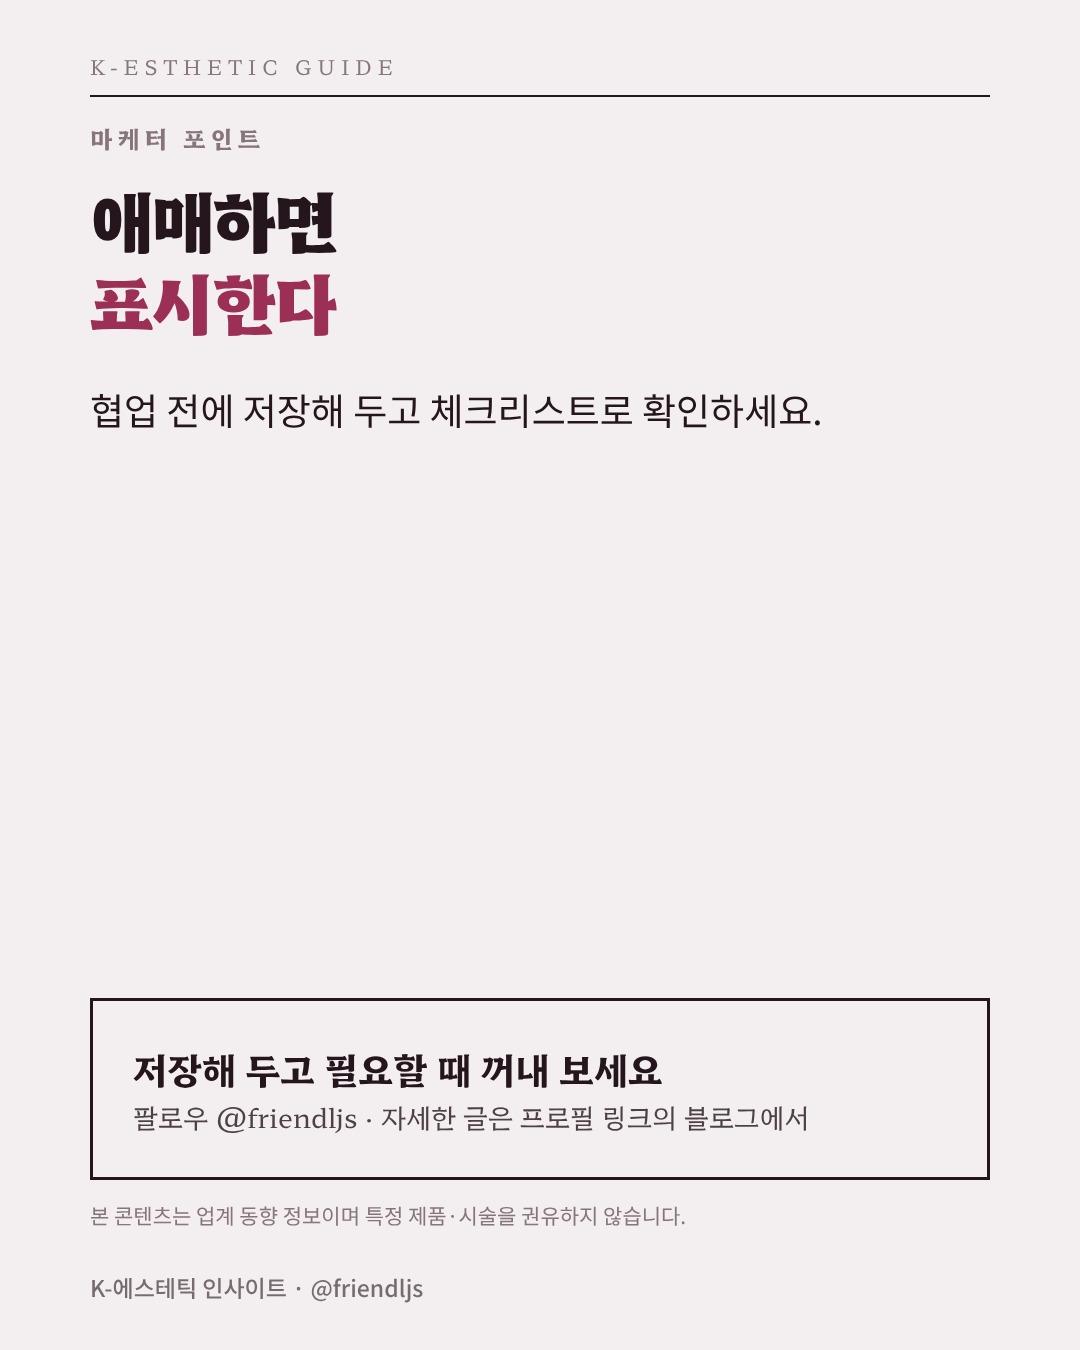 K-ESTHETIC GUIDE
마케터 포인트
애매하면
표시한다
협업 전에 저장해 두고 체크리스트로 확인하세요.
저장해 두고 필요할 때 꺼내 보세요
팔로우 @friendljs · 자세한 글은 프로필 링크의 블로그에서
본 콘텐츠는 업계 동향 정보이며 특정 제품·시술을 권유하지 않습니다.
K-에스테틱 인사이트 · @friendljs